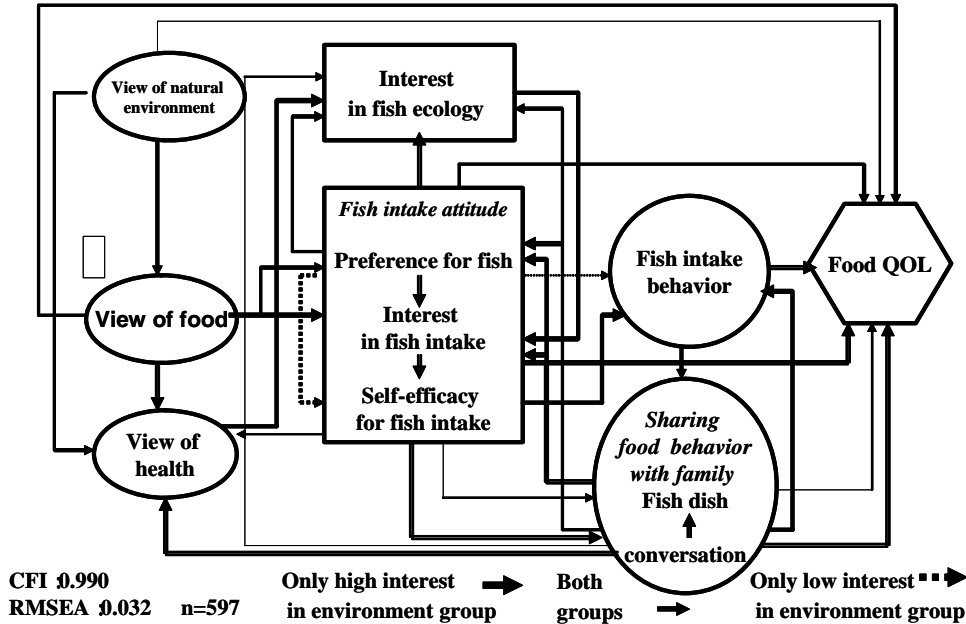 View of natural
environment
Interest
in fish ecology
Fish intake attitude
Preference for fish
Interest
in fish intake
Self-efficacy
for fish intake
View of food
View of
health
Fish intake
behavior
Food QOL
Sharing
food behavior
with family
Fish dish
conversation
CFI :0.990
RMSEA :0.032 n=597
Only high interest
in environment group
Both
groups
Only low interest
in environment group